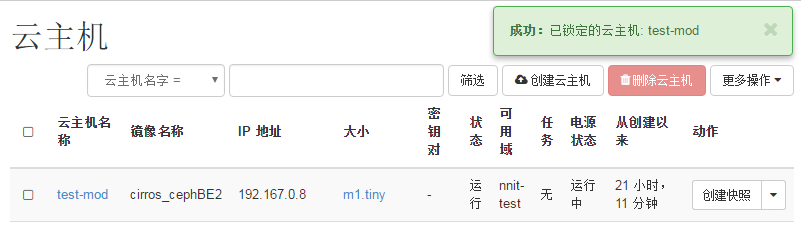 云主机
成功：已锁定的云主机: test-mod ×
云主机名字 = 筛选 创建云主机 删除云主机 更多操作
云主机名称 镜像名称 IP 地址 大小 密钥对 状态 可用域 任务 电源状态 从创建以来 动作
test-mod cirros_cephBE2 192.167.0.8 m1.tiny - 运行 nnit-test 无 运行中 21 小时，11 分钟 创建快照